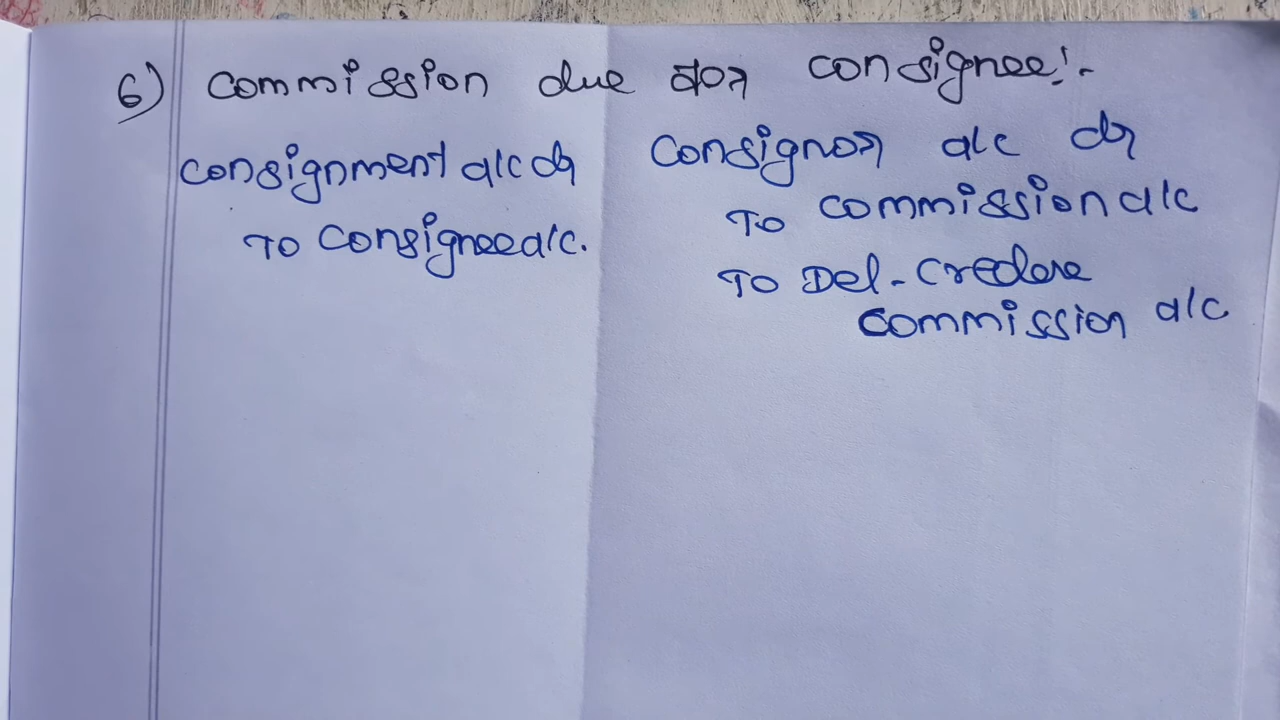 6) Commission due for consignee:-
Consignment a/c dr
To Consignee a/c.
Consignor a/c dr
To Commission a/c
To Del-Credere
Commission a/c